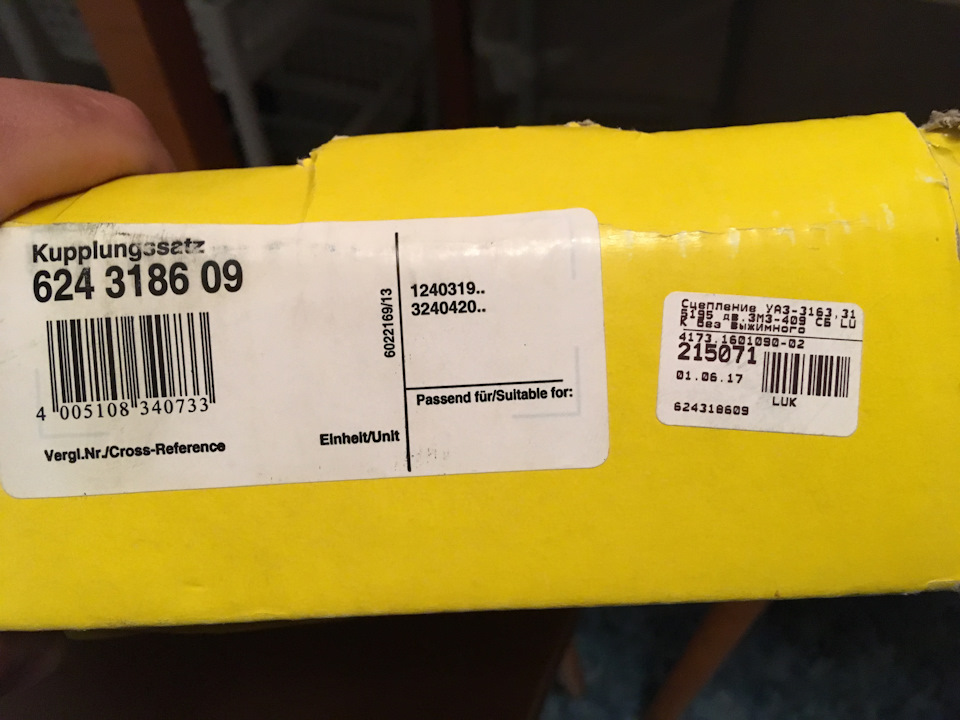 Kupplungssatz
624 3186 09
4 005108 340733
Vergl.Nr./Cross-Reference
Einheit/Unit
6022169/13
1240319..
3240420..
Passend für/Suitable for:
Сцепление УАЗ-3163,31
5195 дв.ЗМЗ-409 СБ LU
К без выжимного
4173.1601090-02
215071
01.06.17
LUK
624318609